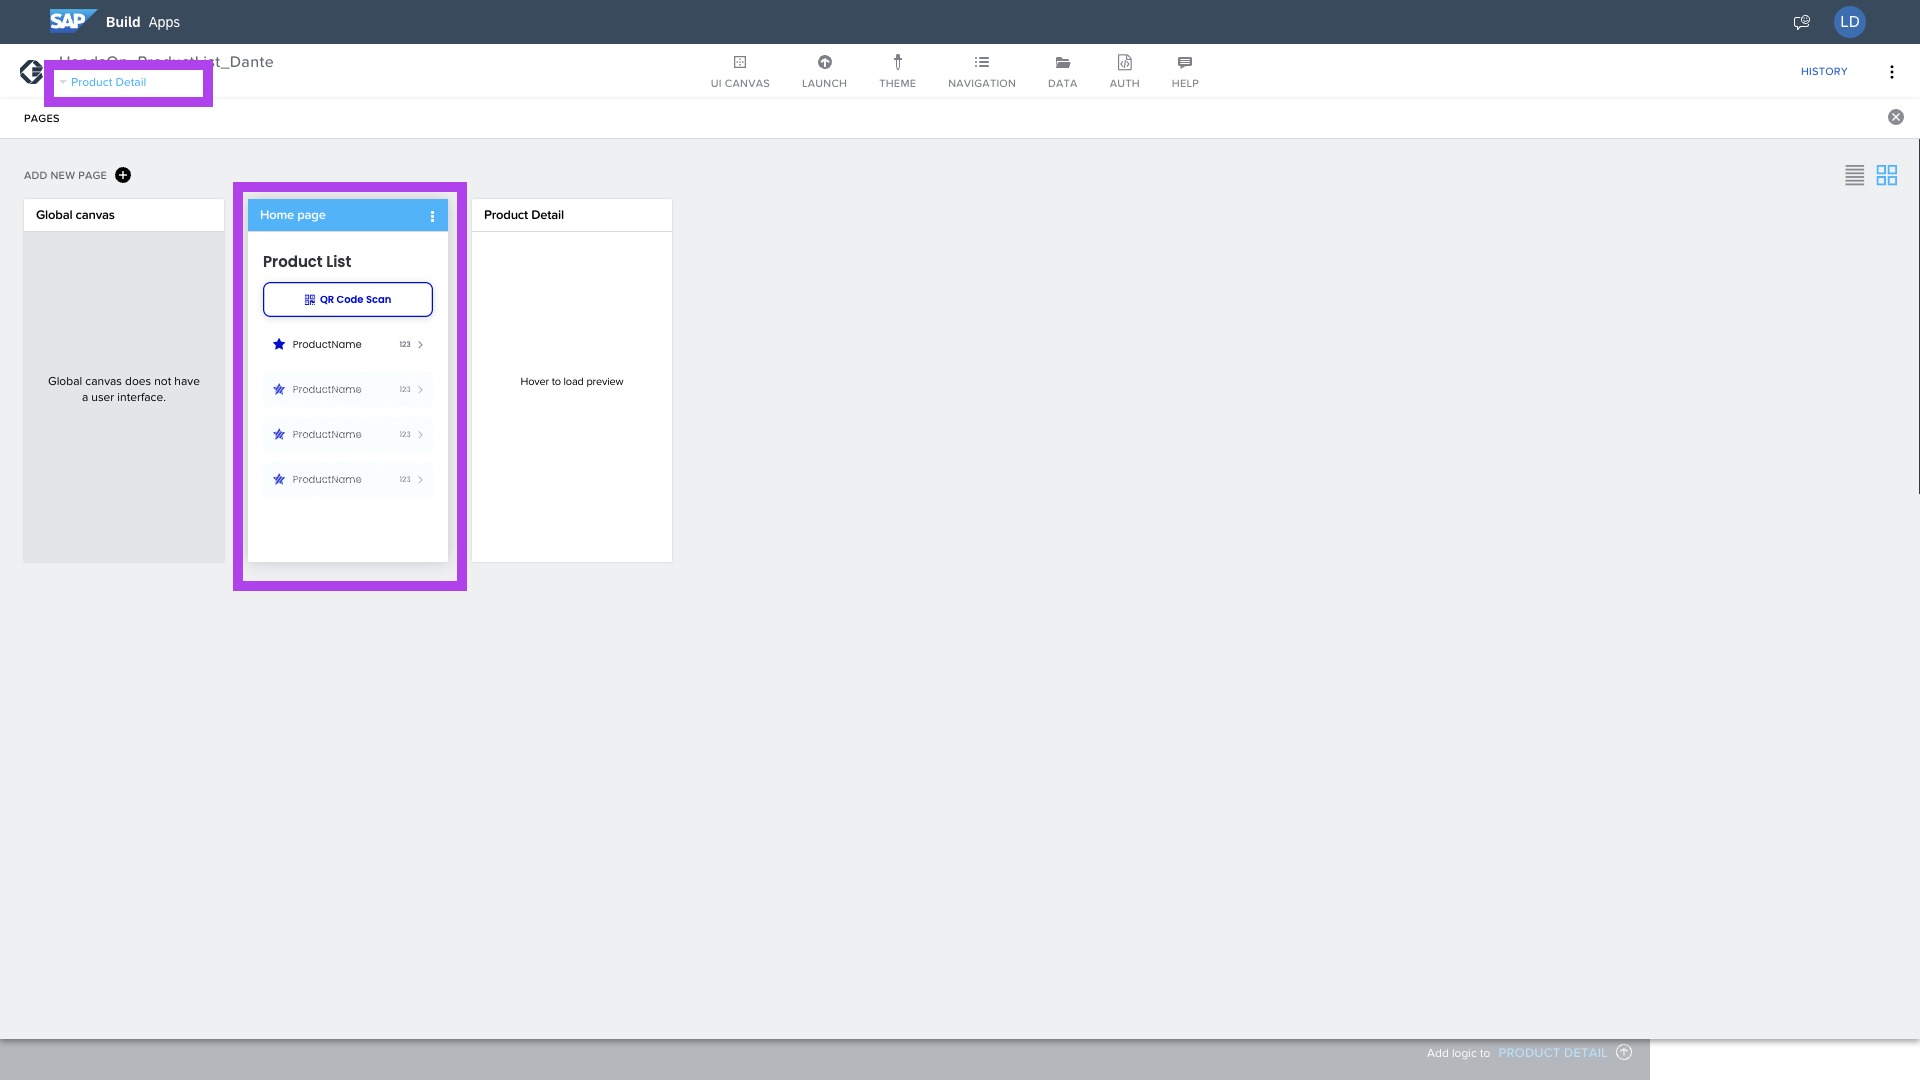 SAP Build Apps
LD
_Dante
Product Detail
UI CANVAS
LAUNCH
THEME
NAVIGATION
DATA
AUTH
HELP
HISTORY
PAGES
ADD NEW PAGE
Global canvas
Global canvas does not have
a user interface.
Home page
Product List
QR Code Scan
ProductName 123
ProductName 123
ProductName 123
ProductName 123
Product Detail
Hover to load preview
Add logic to PRODUCT DETAIL